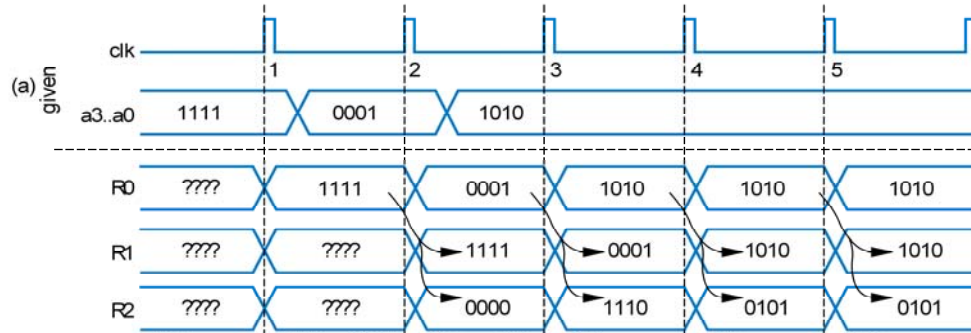 clk
1 2 3 4 5
(a) given
a3..a0 1111 0001 1010
R0 ???? 1111 0001 1010 1010 1010
R1 ???? ???? 1111 0001 1010 1010
R2 ???? ???? 0000 1110 0101 0101